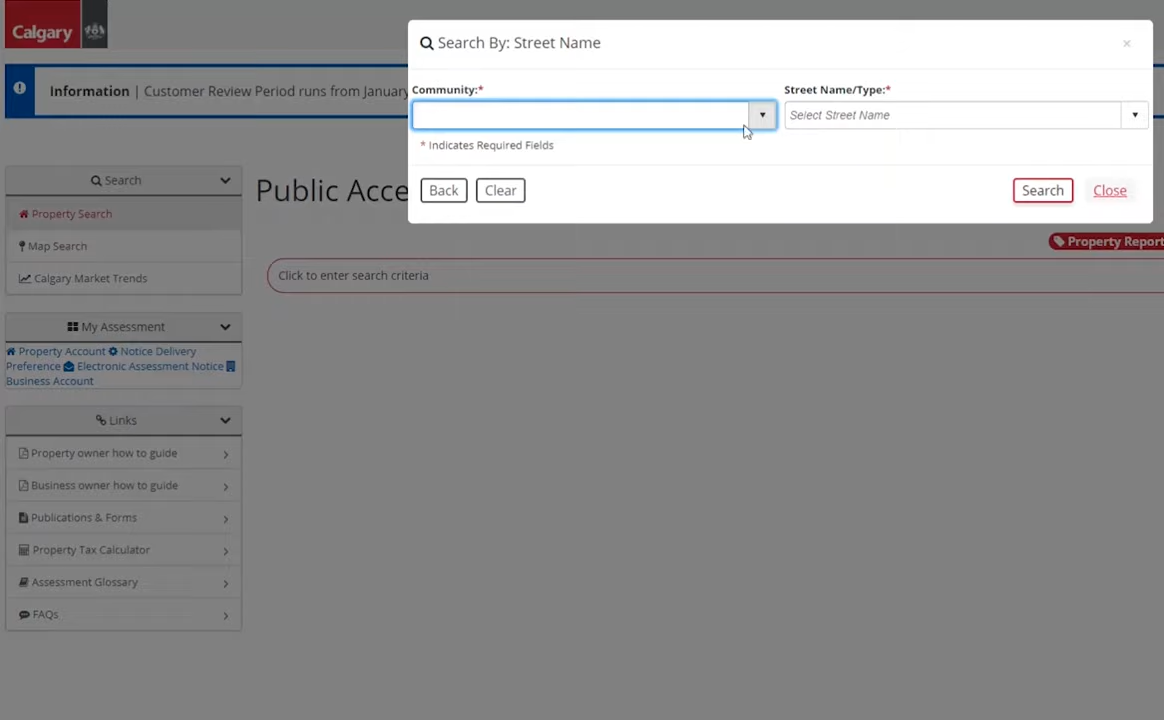 Calgary
Search By: Street Name
×
Information | Customer Review Period runs from January
Community:*
Street Name/Type:*
Select Street Name
* Indicates Required Fields
Back
Clear
Search
Close
Search
Property Search
Map Search
Calgary Market Trends
Public Acce
Property Report
Click to enter search criteria
My Assessment
Property Account Notice Delivery
Preference Electronic Assessment Notice
Business Account
Links
Property owner how to guide
Business owner how to guide
Publications & Forms
Property Tax Calculator
Assessment Glossary
FAQs